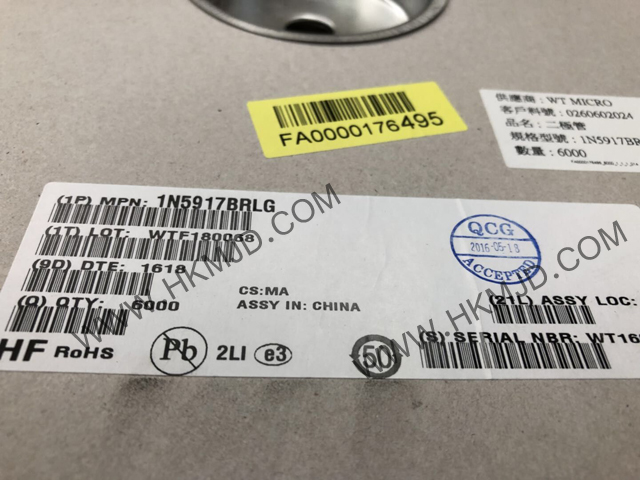 FA0000176495
供應商：WT MICRO
客戶料號：0260602024
品名：二極管
規格型號：1N5917BR
數量：6000
(1P) MPN: 1N5917BRLG
(1T) LOT: WTF180068
(9D) DTE: 1618
(Q) QTY: 6000
CS:MA
ASSY IN: CHINA
QCG
2016-05-18
ACCEPTED
(21L) ASSY LOC:
(S) SERIAL NBR: WT16
HF RoHS
Pb
2LI
e3
50
WWW.HKMJD.COM
WWW.HKMJD.COM